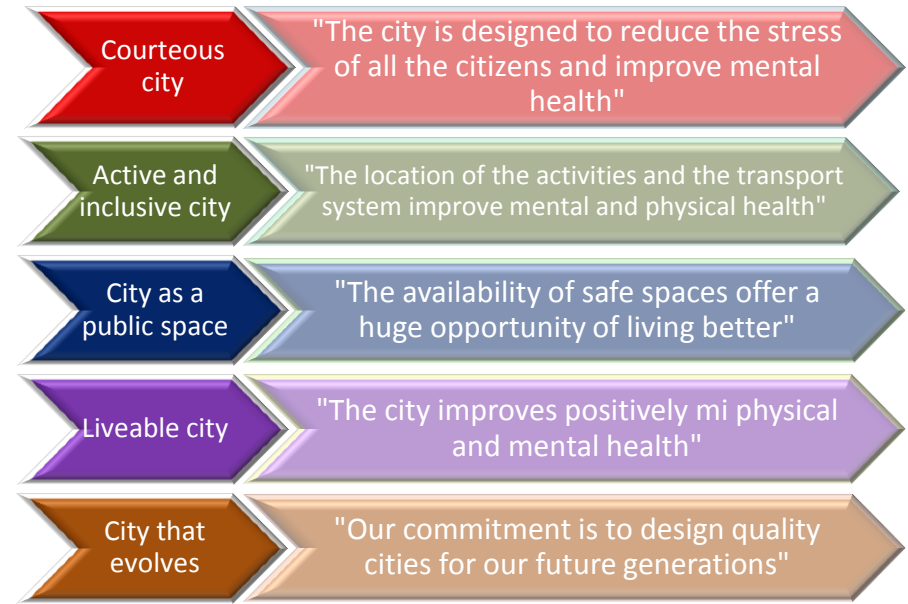 Courteous
city
"The city is designed to reduce the stress
of all the citizens and improve mental
health"
Active and
inclusive city
"The location of the activities and the transport
system improve mental and physical health"
City as a
public space
"The availability of safe spaces offer a
huge opportunity of living better"
Liveable city
"The city improves positively mi physical
and mental health"
City that
evolves
"Our commitment is to design quality
cities for our future generations"